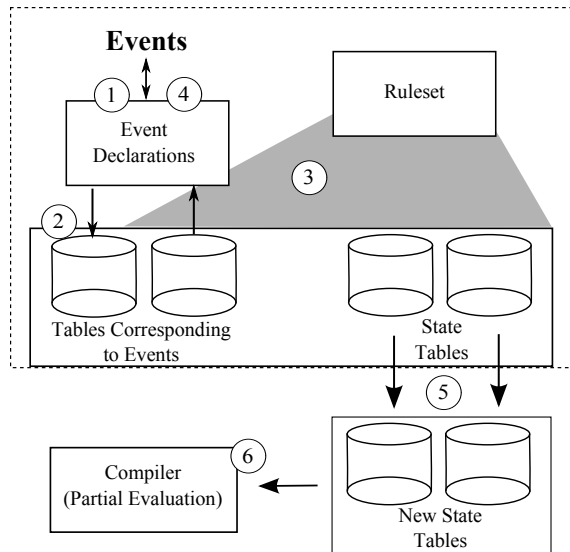 Events
1
4
Event
Declarations
Ruleset
3
2
Tables Corresponding
to Events
State
Tables
5
6
Compiler
(Partial Evaluation)
New State
Tables